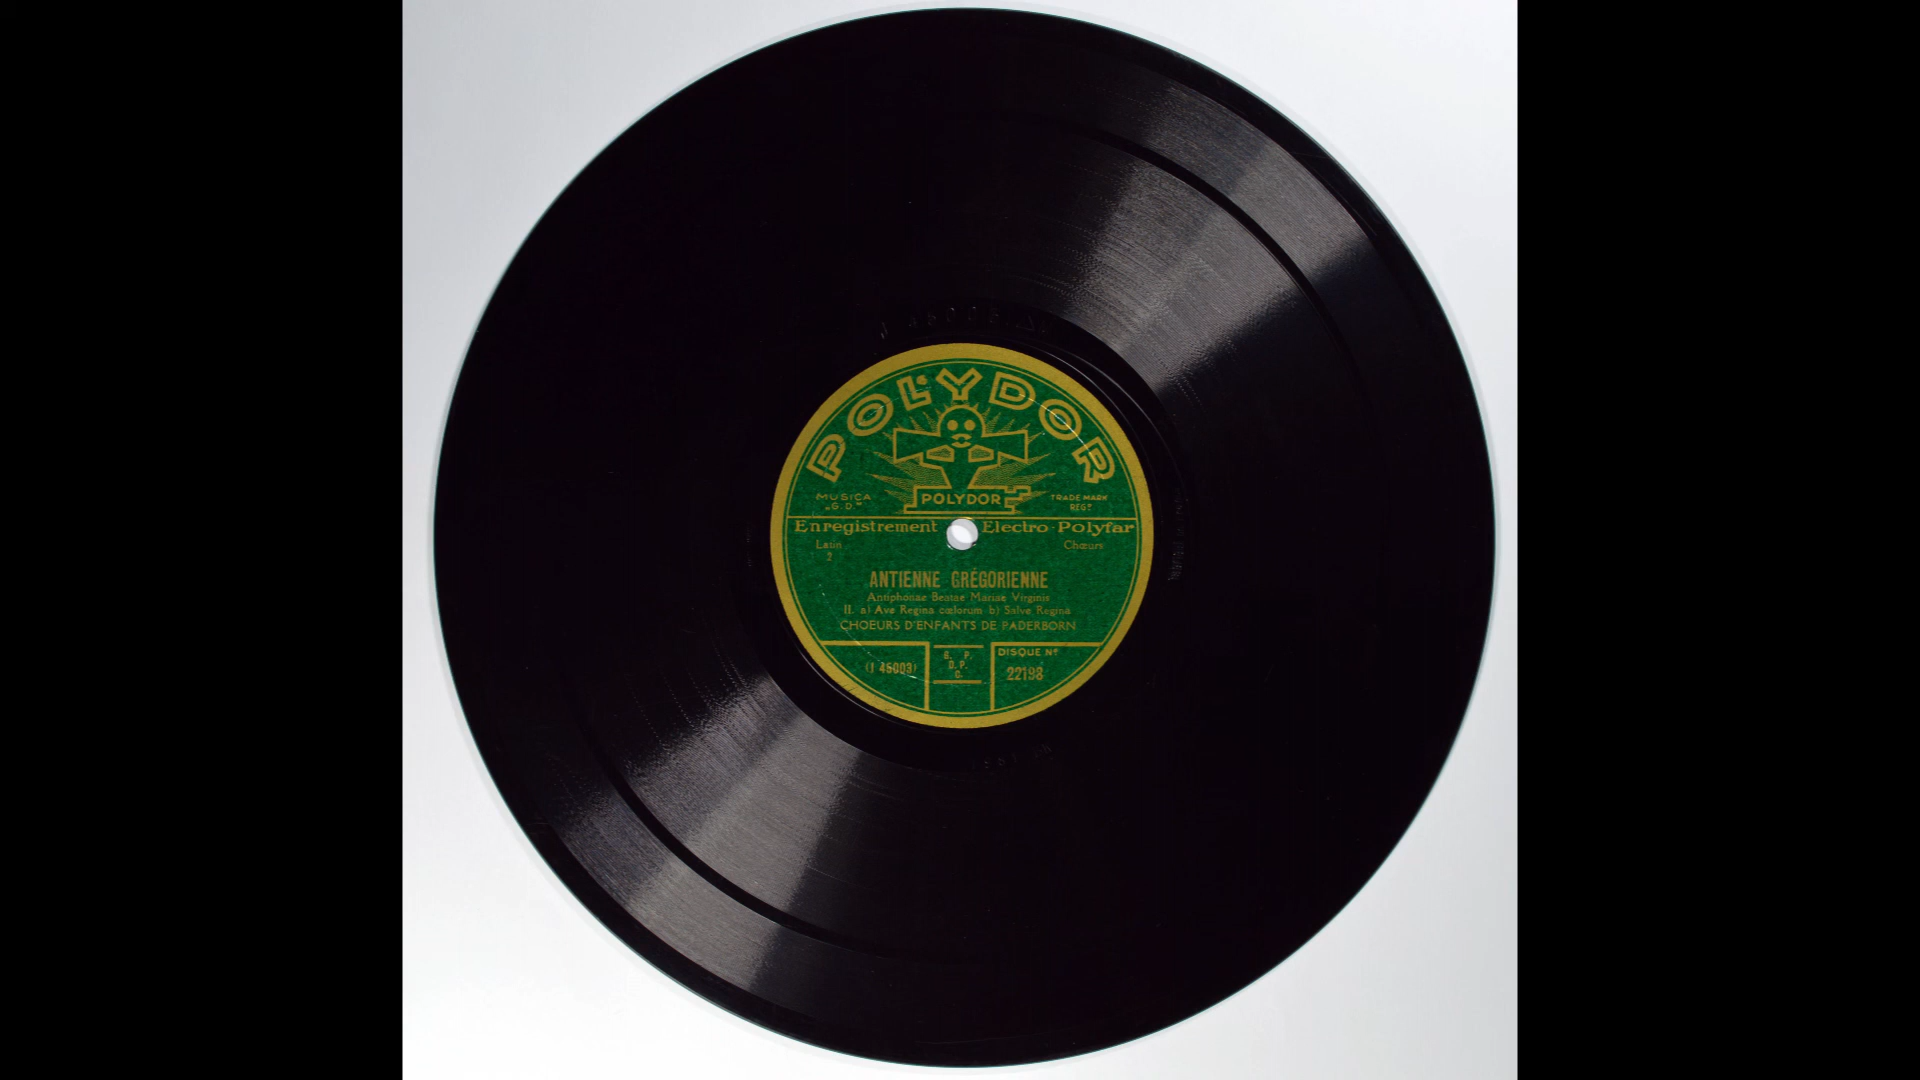 POLYDOR
POLYDOR
MUSICA
„G.D."
TRADE MARK
REGD
Enregistrement Electro-Polyfar
Latin
2
Chœurs
ANTIENNE GRÉGORIENNE
Antiphonae Beatae Mariae Virginis
II. a) Ave Regina cœlorum b) Salve Regina
CHOEURS D'ENFANTS DE PADERBORN
(J 45003)
G. P.
D. P.
C.
DISQUE No
22198